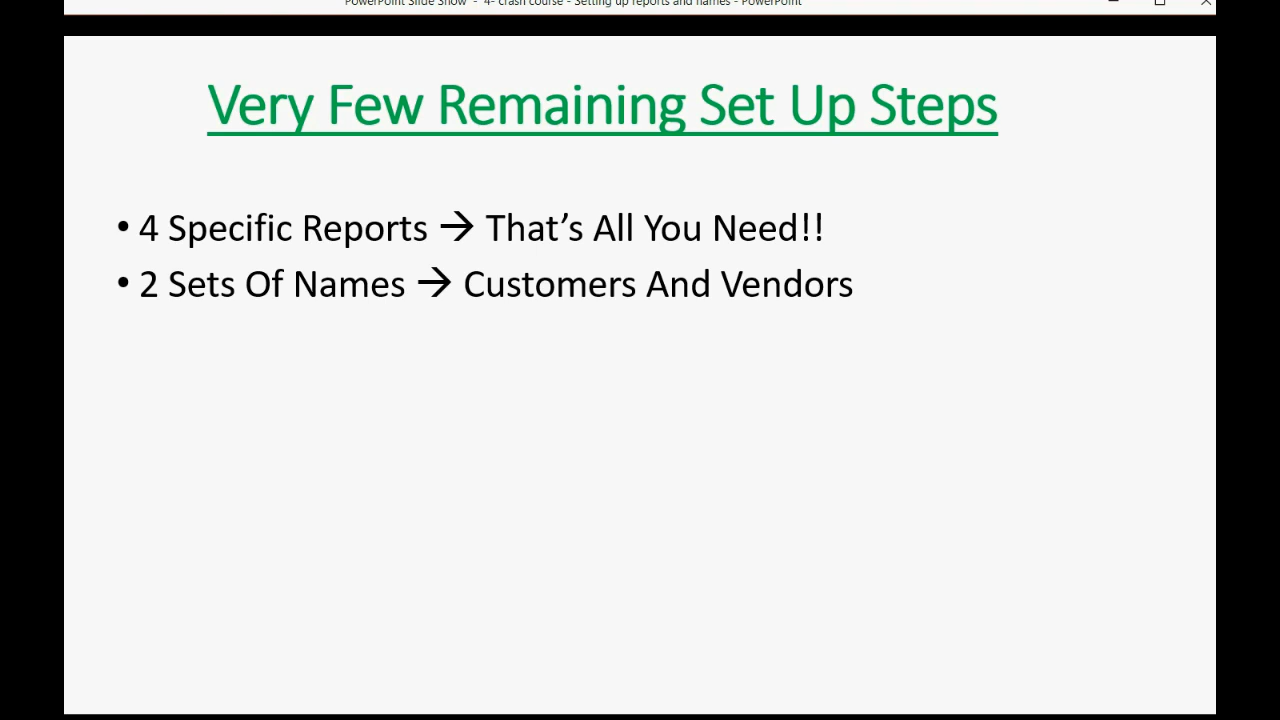 PowerPoint Slide Show - 4- crash course - Setting up reports and names - PowerPoint
Very Few Remaining Set Up Steps
• 4 Specific Reports → That’s All You Need!!
• 2 Sets Of Names → Customers And Vendors